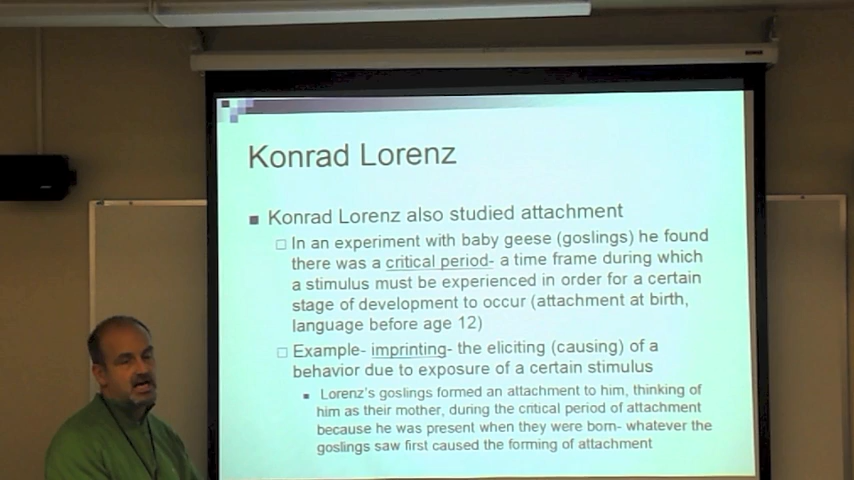 Konrad Lorenz
Konrad Lorenz also studied attachment
In an experiment with baby geese (goslings) he found
there was a critical period- a time frame during which
a stimulus must be experienced in order for a certain
stage of development to occur (attachment at birth,
language before age 12)
Example- imprinting- the eliciting (causing) of a
behavior due to exposure of a certain stimulus
Lorenz's goslings formed an attachment to him, thinking of
him as their mother, during the critical period of attachment
because he was present when they were born- whatever the
goslings saw first caused the forming of attachment